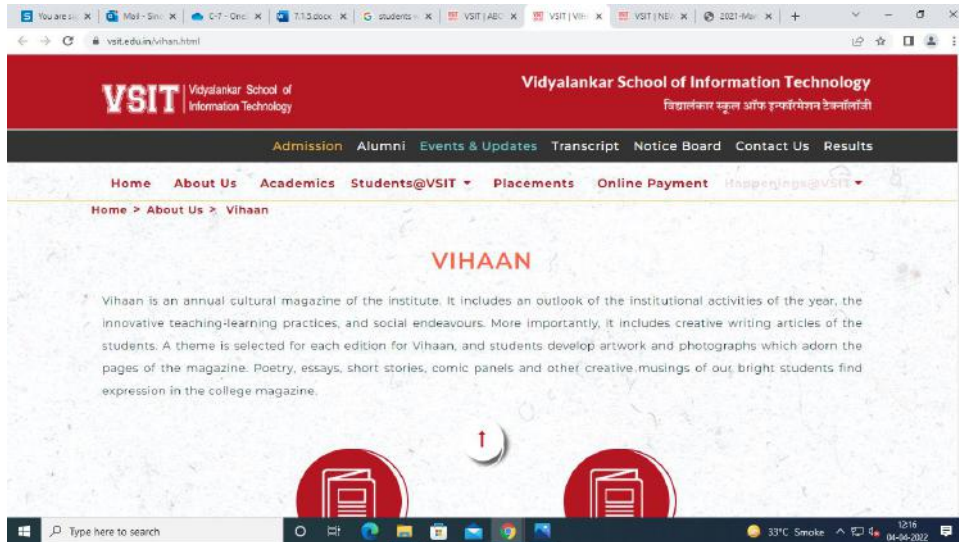 You are si
Mail - Sinc
C-7 - One
7.1.5.docx
students
VSIT | ABC
VSIT | VIH
VSIT | NEW
2021-Mar
vsit.edu.in/vihan.html
VSIT
Vidyalankar School of
Information Technology
Vidyalankar School of Information Technology
विद्यालंकार स्कूल ऑफ इन्फॉरमेशन टेक्नॉलॉजी
Admission Alumni Events & Updates Transcript Notice Board Contact Us Results
Home About Us Academics Students@VSIT Placements Online Payment Happenings@VSIT
Home > About Us > Vihaan
VIHAAN
Vihaan is an annual cultural magazine of the institute. It includes an outlook of the institutional activities of the year, the
innovative teaching-learning practices, and social endeavours. More importantly, it includes creative writing articles of the
students. A theme is selected for each edition for Vihaan, and students develop artwork and photographs which adorn the
pages of the magazine. Poetry, essays, short stories, comic panels and other creative musings of our bright students find
expression in the college magazine.
Type here to search
33°C Smoke
12:16
04-04-2022